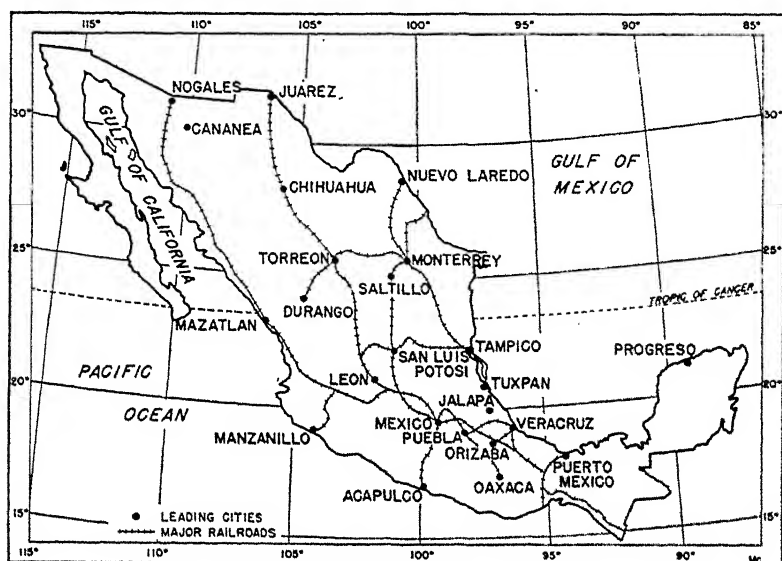 115° 110° 105° 100° 95° 90° 85°
NOGALES
JUAREZ
30°
CANANEA
GULF OF CALIFORNIA
GULF OF
MEXICO
30°
CHIHUAHUA
NUEVO LAREDO
25°
TORREON
MONTERREY
25°
SALTILLO
DURANGO
TROPIC OF CANCER
MAZATLAN
PACIFIC
OCEAN
TAMPICO
SAN LUIS
POTOSI
PROGRESO
20°
LEON
TUXPAN
20°
JALAPA
MEXICO
VERACRUZ
MANZANILLO
PUEBLA
ORIZABA
PUERTO
MEXICO
ACAPULCO
OAXACA
15°
LEADING CITIES
MAJOR RAILROADS
15°
115° 110° 105° 100° 95° 90°